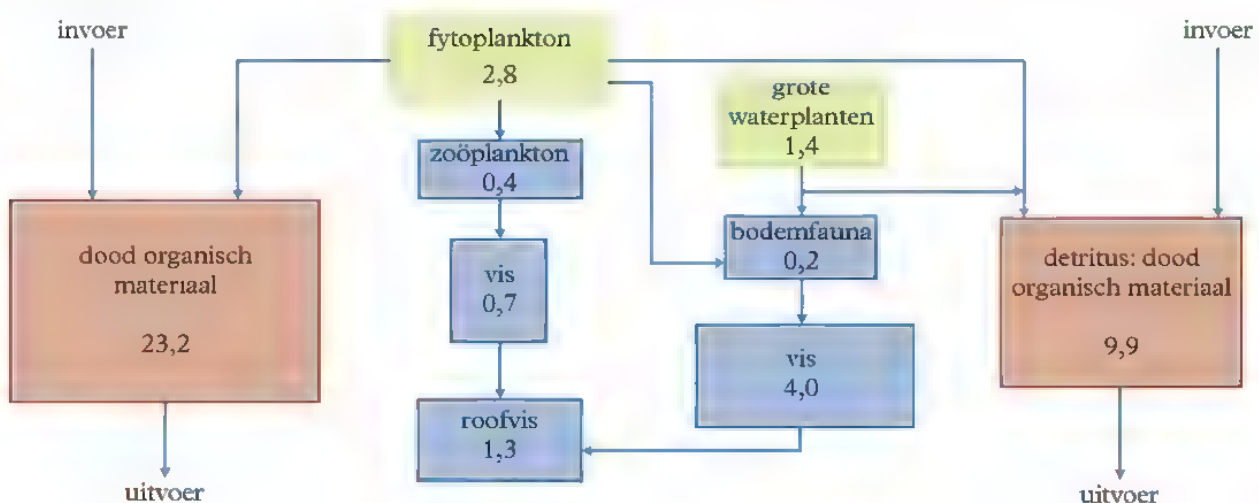 invoer
fytoplankton
2,8
invoer
grote
waterplanten
1,4
zoöplankton
0,4
dood organisch
materiaal
23,2
vis
0,7
bodemfauna
0,2
detritus: dood
organisch materiaal
9,9
vis
4,0
roofvis
1,3
uitvoer
uitvoer